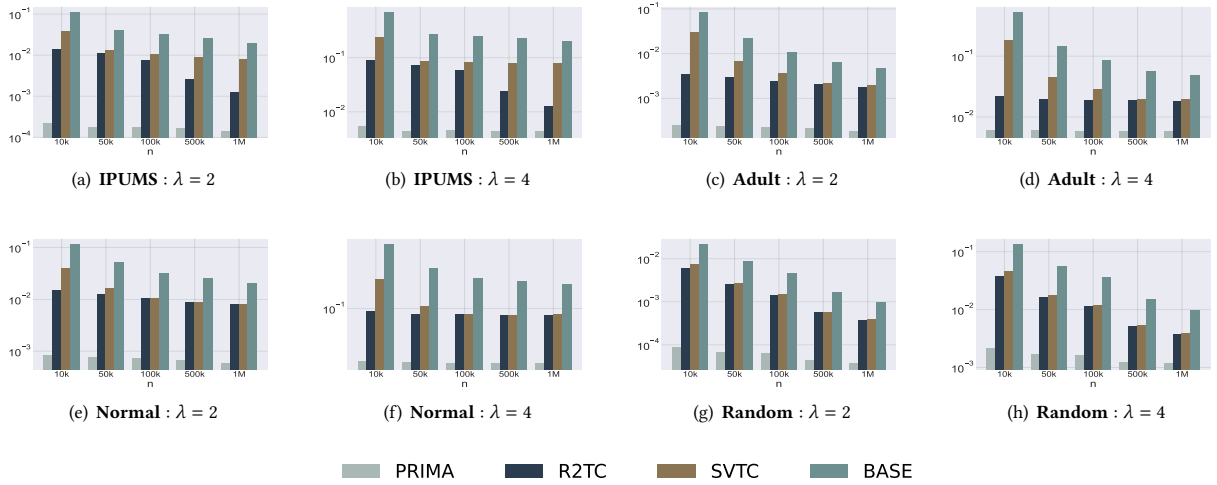 10⁻¹
10⁻²
10⁻³
10⁻⁴
10k 50k 100k 500k 1M
n
(a) IPUMS : λ = 2
10⁻¹
10⁻²
10k 50k 100k 500k 1M
n
(b) IPUMS : λ = 4
10⁻¹
10⁻²
10⁻³
10k 50k 100k 500k 1M
n
(c) Adult : λ = 2
10⁻¹
10⁻²
10k 50k 100k 500k 1M
n
(d) Adult : λ = 4
10⁻¹
10⁻²
10⁻³
10k 50k 100k 500k 1M
n
(e) Normal : λ = 2
10⁻¹
10k 50k 100k 500k 1M
n
(f) Normal : λ = 4
10⁻²
10⁻³
10⁻⁴
10k 50k 100k 500k 1M
n
(g) Random : λ = 2
10⁻¹
10⁻²
10⁻³
10k 50k 100k 500k 1M
n
(h) Random : λ = 4
PRIMA R2TC SVTC BASE